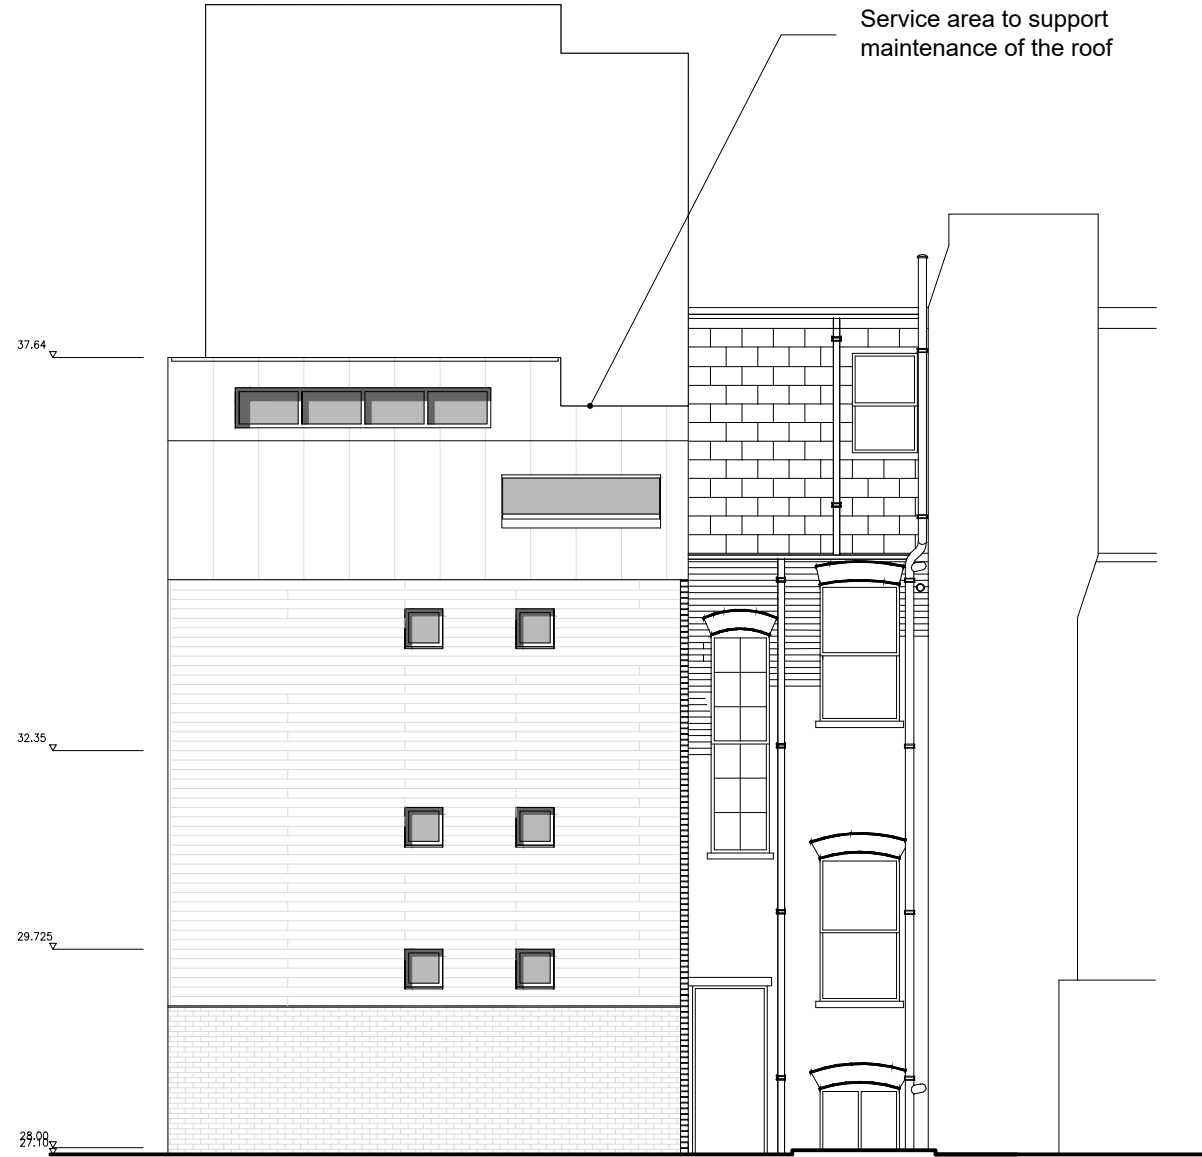 Service area to support
maintenance of the roof
37.64
32.35
29.725
28.00
27.10